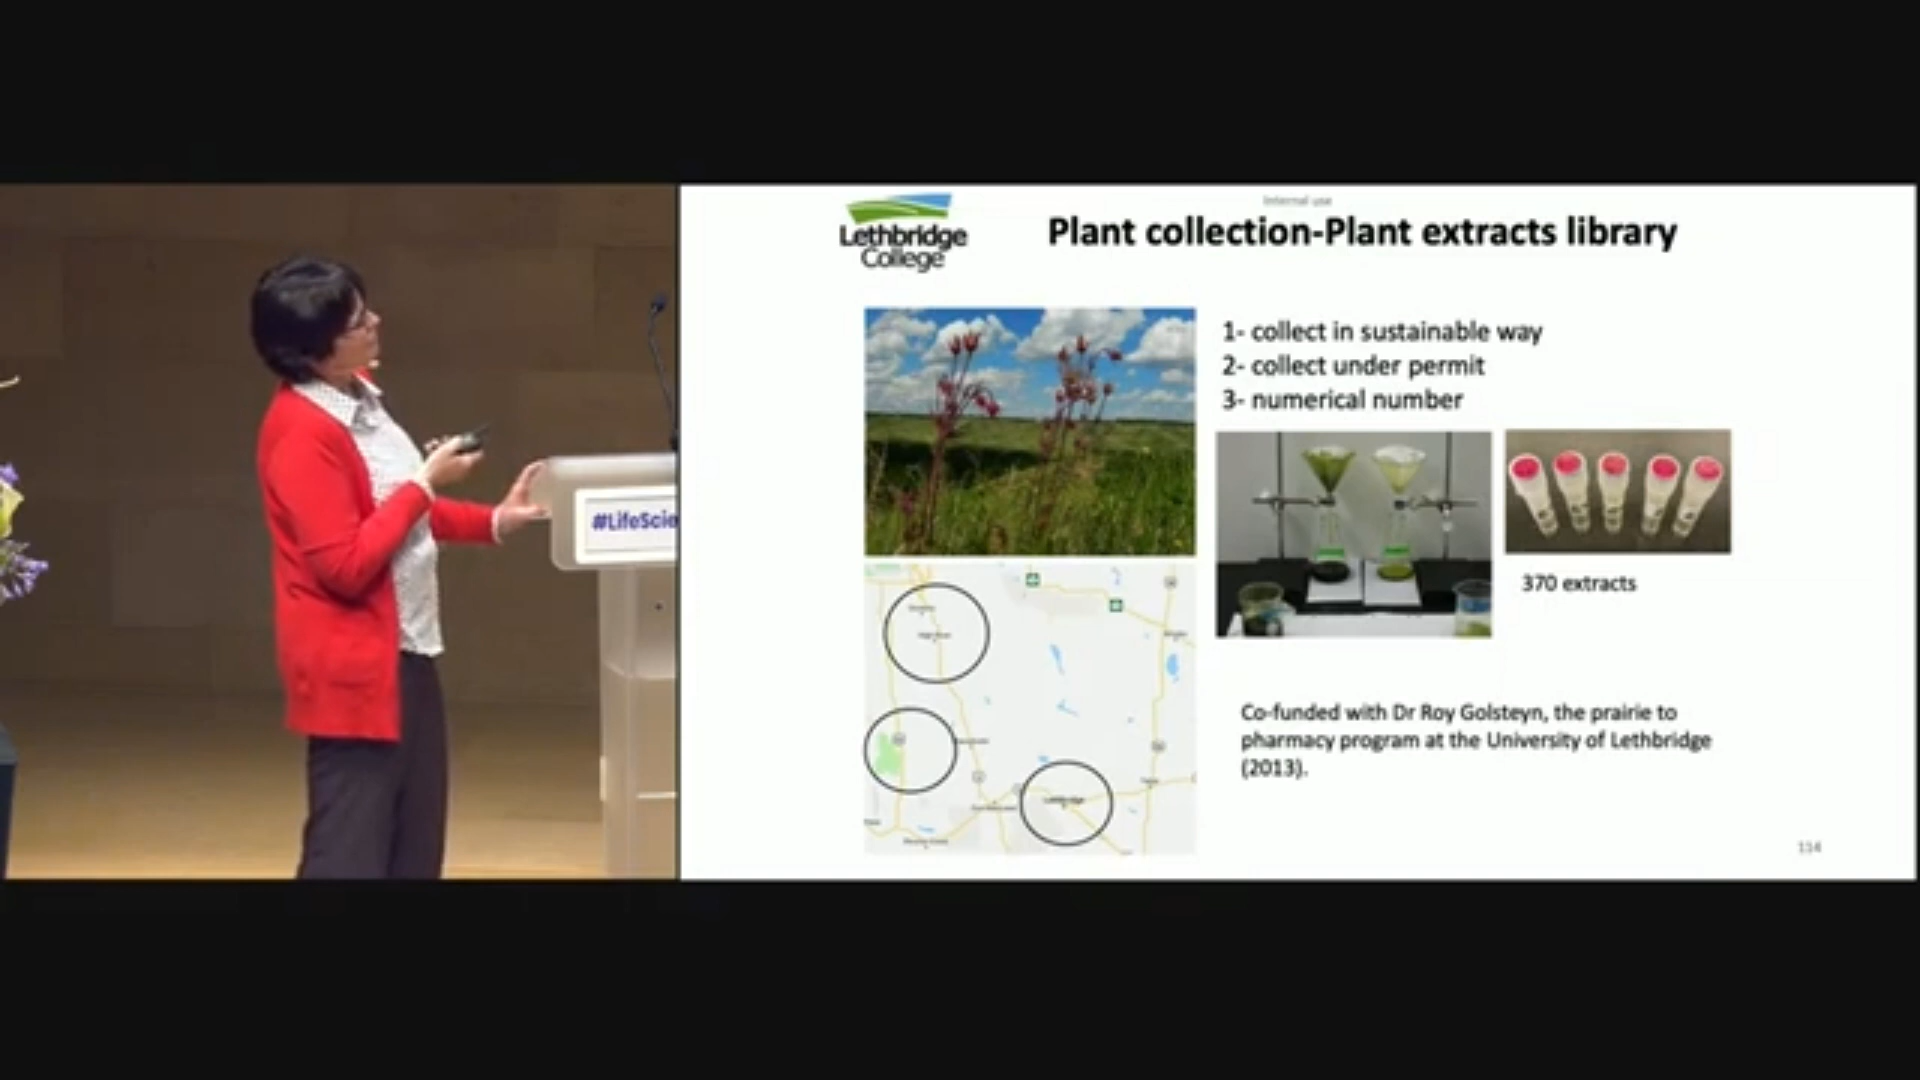 Internal use
Lethbridge
College
Plant collection-Plant extracts library
1- collect in sustainable way
2- collect under permit
3- numerical number
370 extracts
Co-funded with Dr Roy Golsteyn, the prairie to
pharmacy program at the University of Lethbridge
(2013).
114
#LifeScie
Lethbridge